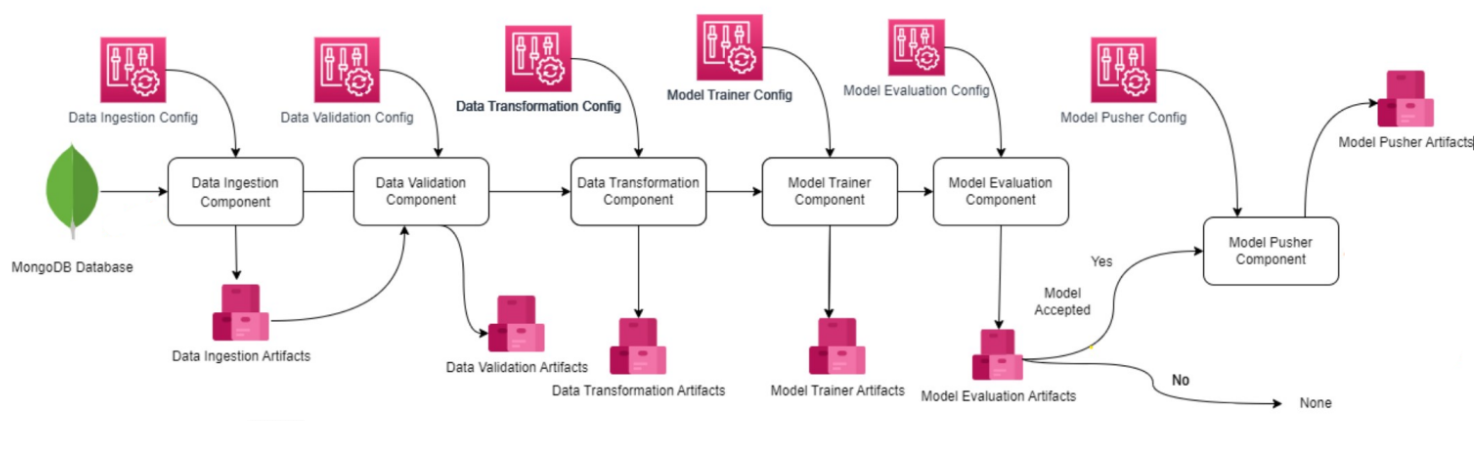 Data Ingestion Config
Data Validation Config
Data Transformation Config
Model Trainer Config
Model Evaluation Config
Model Pusher Config
Model Pusher Artifacts
MongoDB Database
Data Ingestion
Component
Data Validation
Component
Data Transformation
Component
Model Trainer
Component
Model Evaluation
Component
Model Pusher
Component
Yes
Model
Accepted
No
None
Data Ingestion Artifacts
Data Validation Artifacts
Data Transformation Artifacts
Model Trainer Artifacts
Model Evaluation Artifacts